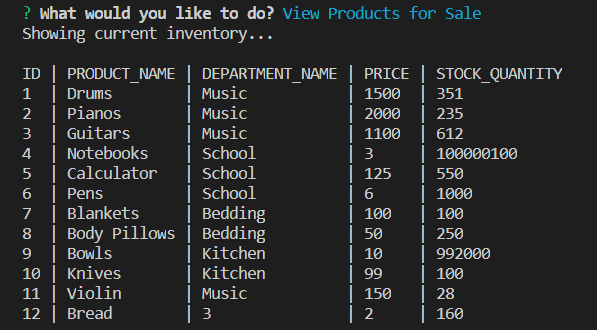 ? What would you like to do? View Products for Sale
Showing current inventory...
ID | PRODUCT_NAME | DEPARTMENT_NAME | PRICE | STOCK_QUANTITY
1 | Drums | Music | 1500 | 351
2 | Pianos | Music | 2000 | 235
3 | Guitars | Music | 1100 | 612
4 | Notebooks | School | 3 | 100000100
5 | Calculator | School | 125 | 550
6 | Pens | School | 6 | 1000
7 | Blankets | Bedding | 100 | 100
8 | Body Pillows | Bedding | 50 | 250
9 | Bowls | Kitchen | 10 | 992000
10 | Knives | Kitchen | 99 | 100
11 | Violin | Music | 150 | 28
12 | Bread | 3 | 2 | 160